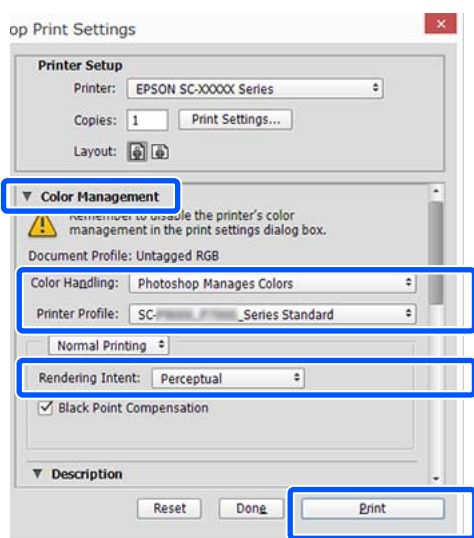 op Print Settings
Printer Setup
Printer: EPSON SC-XXXXX Series
Copies: 1 Print Settings...
Layout:
Color Management
Remember to disable the printer's color
management in the print settings dialog box.
Document Profile: Untagged RGB
Color Handling: Photoshop Manages Colors
Printer Profile: SC- _Series Standard
Normal Printing
Rendering Intent: Perceptual
Black Point Compensation
Description
Reset Done Print